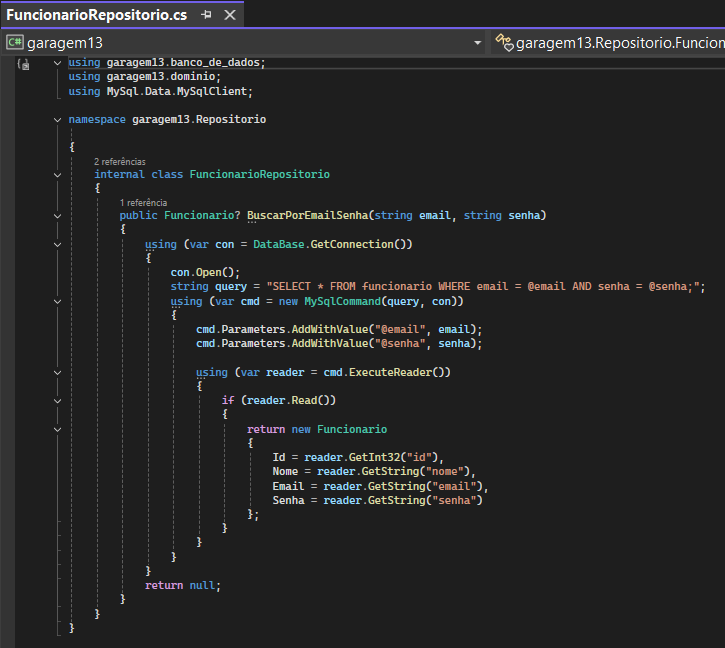 FuncionarioRepositorio.cs
C# garagem13
garagem13.Repositorio.Funcion
using garagem13.banco_de_dados;
using garagem13.dominio;
using MySql.Data.MySqlClient;
namespace garagem13.Repositorio
{
2 referências
internal class FuncionarioRepositorio
{
1 referência
public Funcionario? BuscarPorEmailSenha(string email, string senha)
{
using (var con = DataBase.GetConnection())
{
con.Open();
string query = "SELECT * FROM funcionario WHERE email = @email AND senha = @senha;";
using (var cmd = new MySqlCommand(query, con))
{
cmd.Parameters.AddWithValue("@email", email);
cmd.Parameters.AddWithValue("@senha", senha);
using (var reader = cmd.ExecuteReader())
{
if (reader.Read())
{
return new Funcionario
{
Id = reader.GetInt32("id"),
Nome = reader.GetString("nome"),
Email = reader.GetString("email"),
Senha = reader.GetString("senha")
};
}
}
}
}
return null;
}
}
}